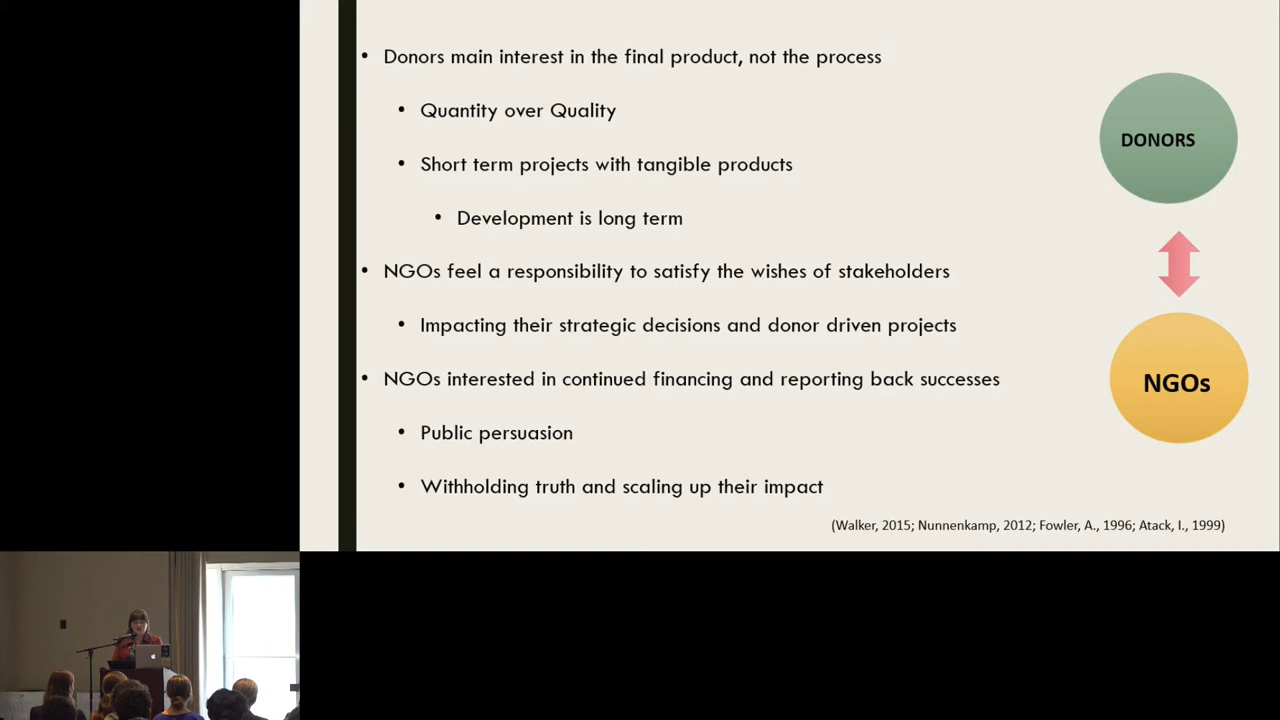 • Donors main interest in the final product, not the process
• Quantity over Quality
• Short term projects with tangible products
• Development is long term
• NGOs feel a responsibility to satisfy the wishes of stakeholders
• Impacting their strategic decisions and donor driven projects
• NGOs interested in continued financing and reporting back successes
• Public persuasion
• Withholding truth and scaling up their impact
(Walker, 2015; Nunnenkamp, 2012; Fowler, A., 1996; Atack, I., 1999)
DONORS
NGOs